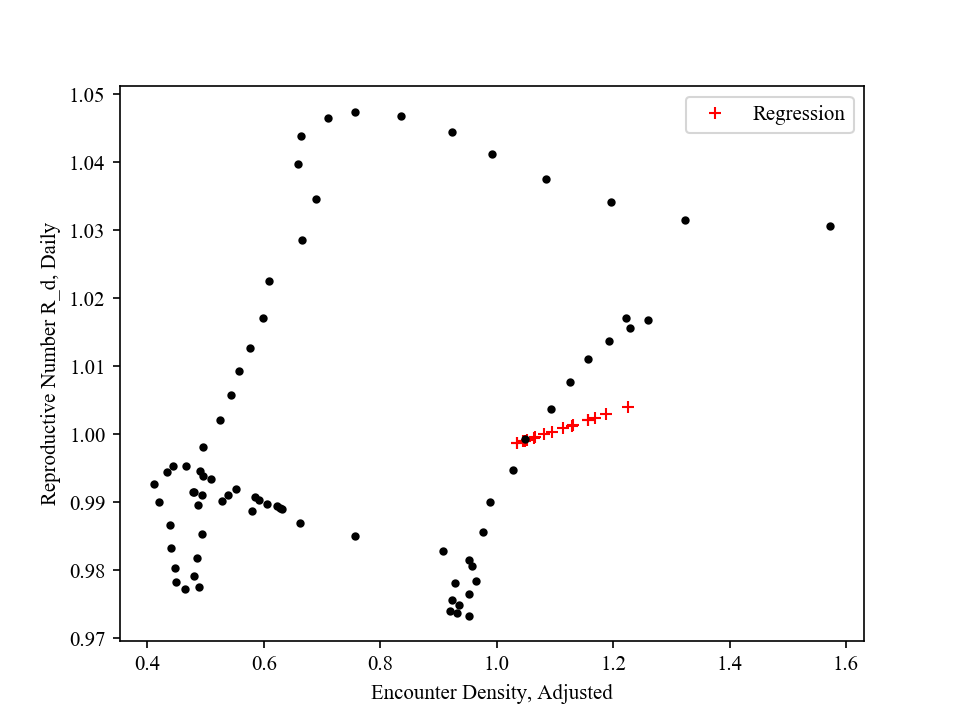 1.05
1.04
1.03
1.02
1.01
1.00
0.99
0.98
0.97
Reproductive Number R_d, Daily
Regression
0.4 0.6 0.8 1.0 1.2 1.4 1.6
Encounter Density, Adjusted